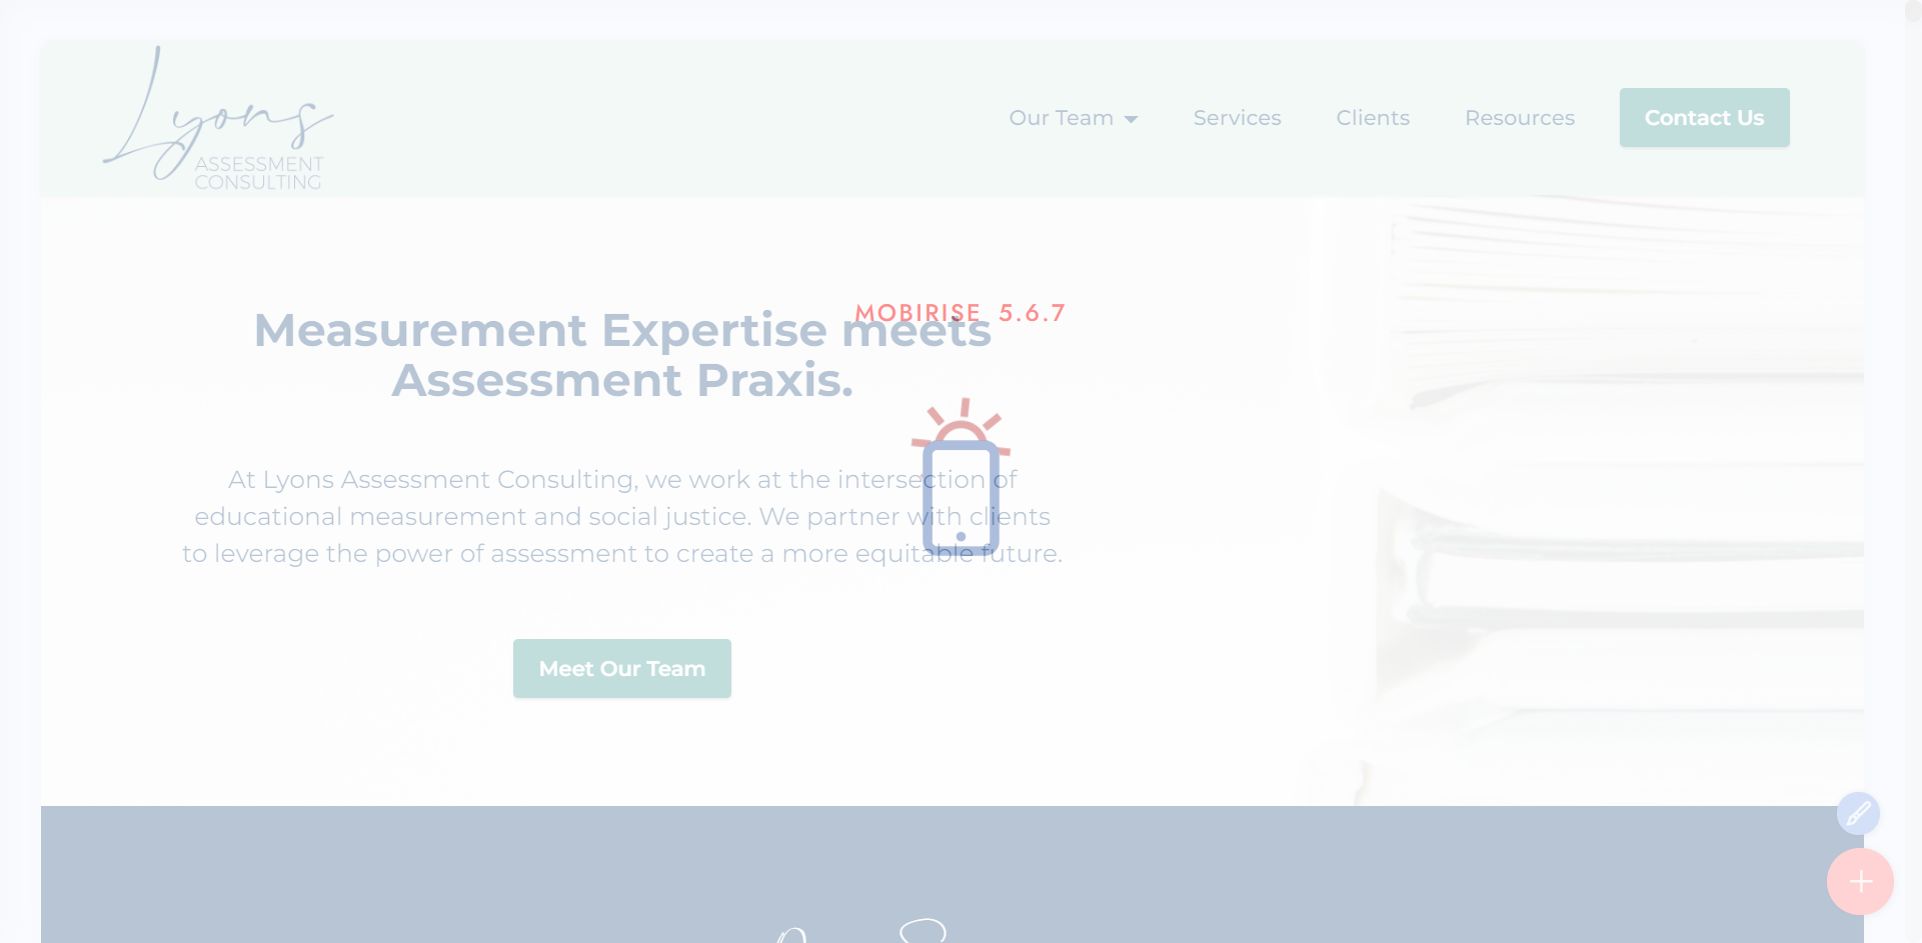 Lyons
ASSESSMENT
CONSULTING
Our Team
Services
Clients
Resources
Contact Us
MOBIRISE 5.6.7
Measurement Expertise meets
Assessment Praxis.
At Lyons Assessment Consulting, we work at the intersection of
educational measurement and social justice. We partner with clients
to leverage the power of assessment to create a more equitable future.
Meet Our Team